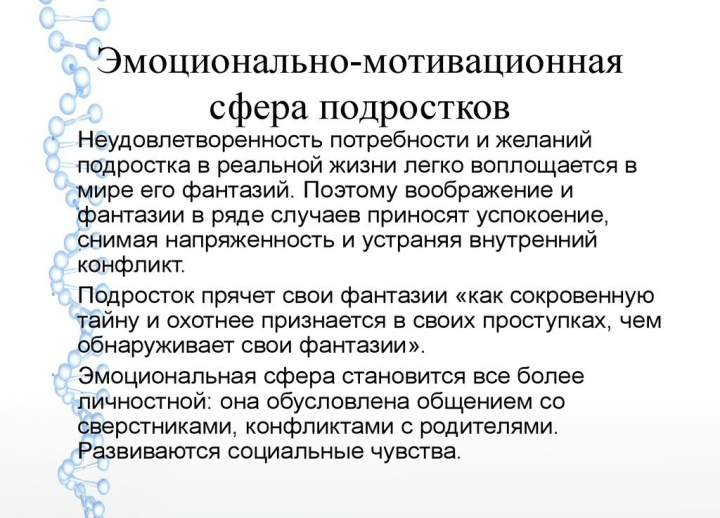 Эмоционально-мотивационная
сфера подростков
Неудовлетворенность потребности и желаний
подростка в реальной жизни легко воплощается в
мире его фантазий. Поэтому воображение и
фантазии в ряде случаев приносят успокоение,
снимая напряженность и устраняя внутренний
конфликт.
Подросток прячет свои фантазии «как сокровенную
тайну и охотнее признается в своих проступках, чем
обнаруживает свои фантазии».
Эмоциональная сфера становится все более
личностной: она обусловлена общением со
сверстниками, конфликтами с родителями.
Развиваются социальные чувства.